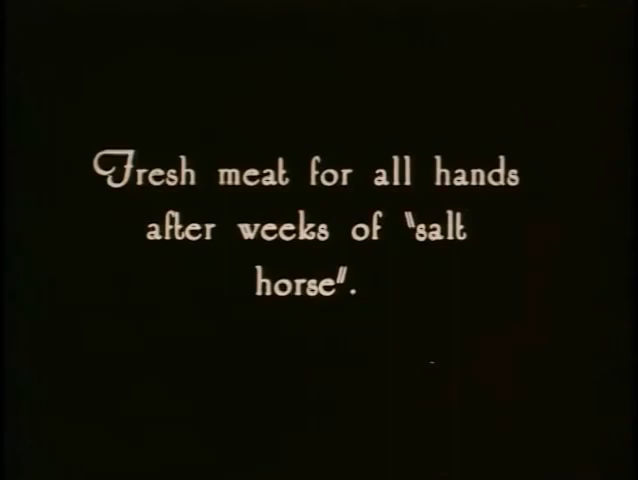 Fresh meat for all hands
after weeks of "salt
horse".